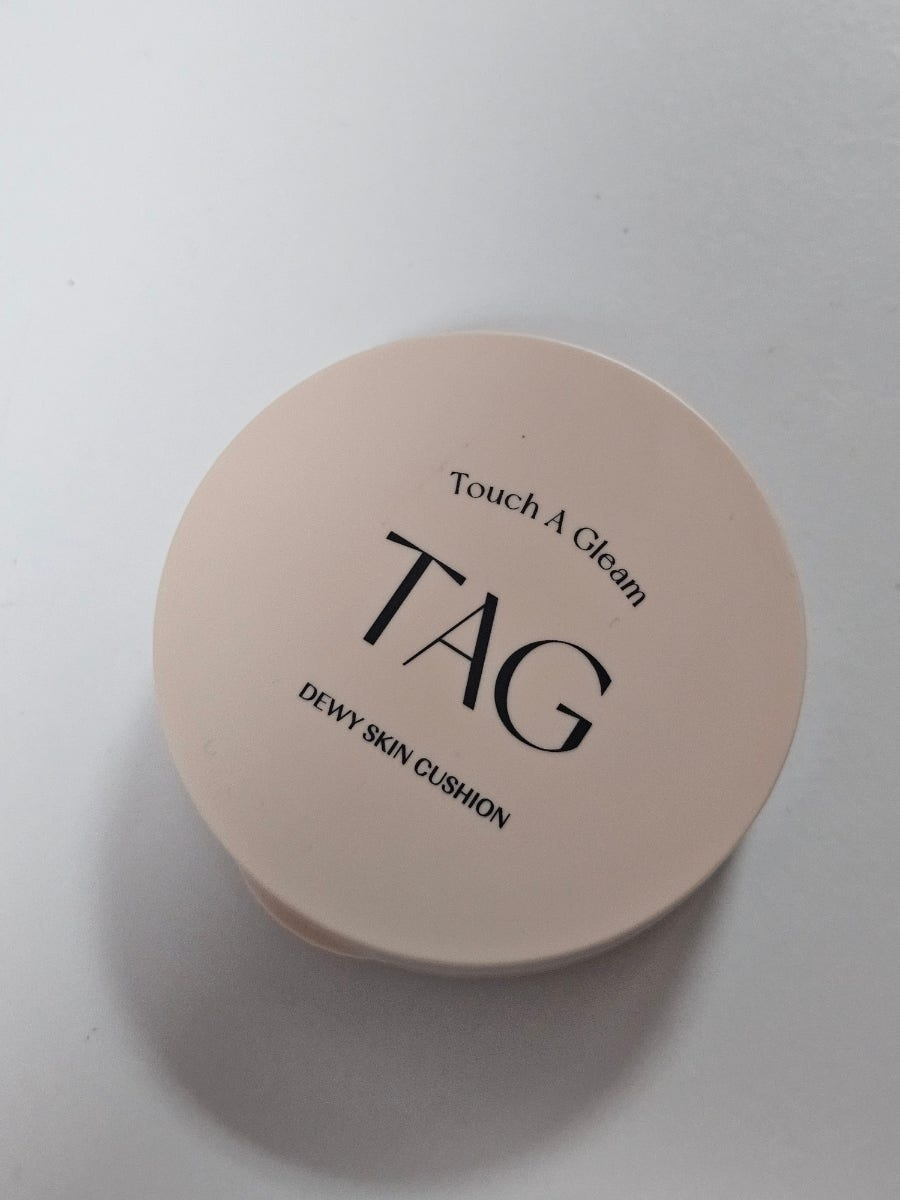 Touch A Gleam
TAG
DEWY SKIN CUSHION